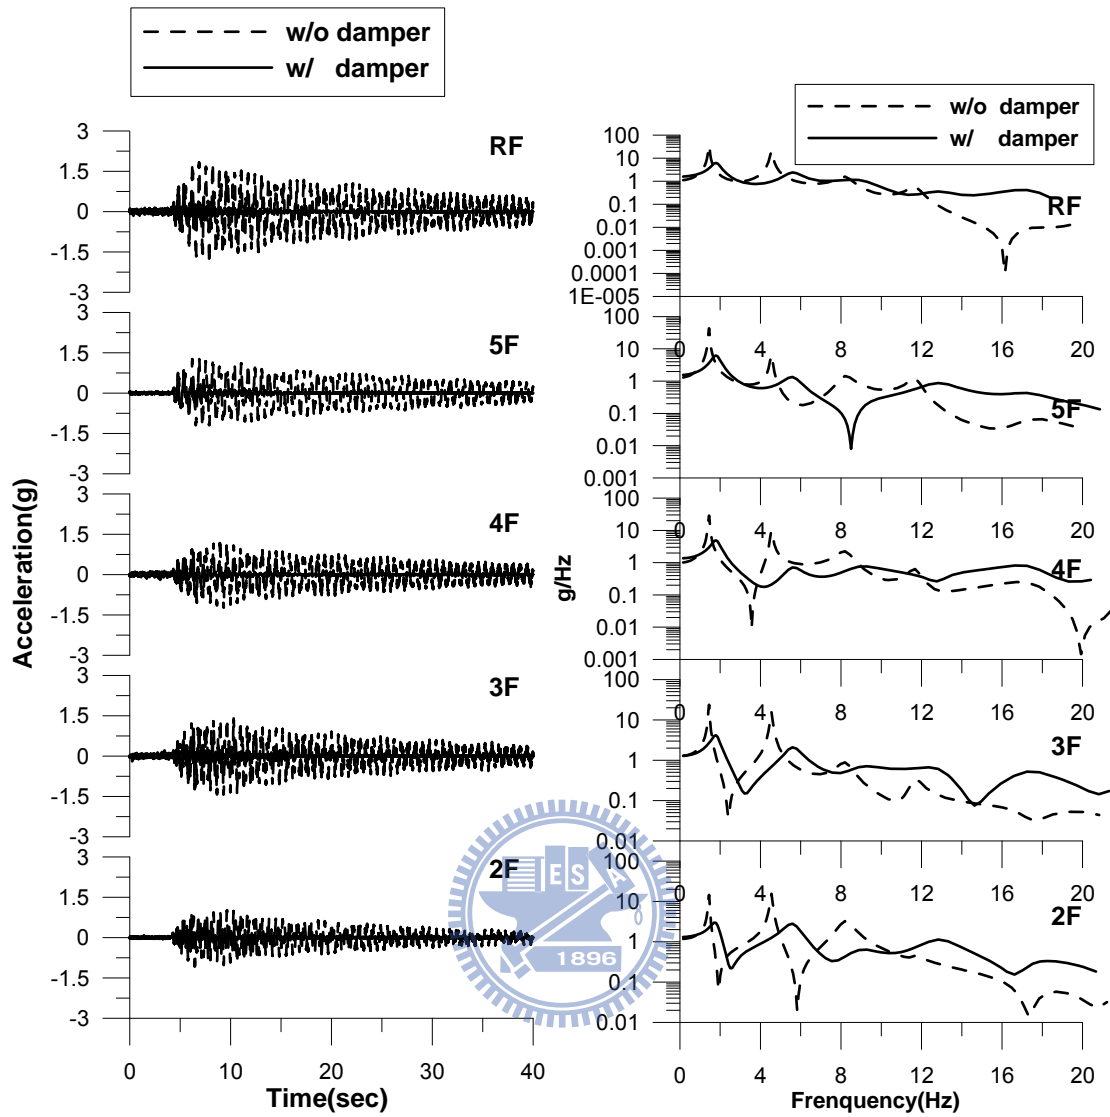 w/o damper
w/ damper
Acceleration(g)
3
1.5
0
-1.5
-3
RF
3
1.5
0
-1.5
-3
5F
3
1.5
0
-1.5
-3
4F
3
1.5
0
-1.5
-3
3F
3
1.5
0
-1.5
-3
2F
0 10 20 30 40
Time(sec)
w/o damper
w/ damper
g/Hz
100
10
1
0.1
0.01
0.001
0.0001
1E-005
RF
0 4 8 12 16 20
100
10
1
0.1
0.01
0.001
5F
0 4 8 12 16 20
100
10
1
0.1
0.01
0.001
4F
0 4 8 12 16 20
100
10
1
0.1
0.01
3F
0 4 8 12 16 20
100
10
1
0.1
0.01
2F
0 4 8 12 16 20
Frenquency(Hz)
E S A
1896